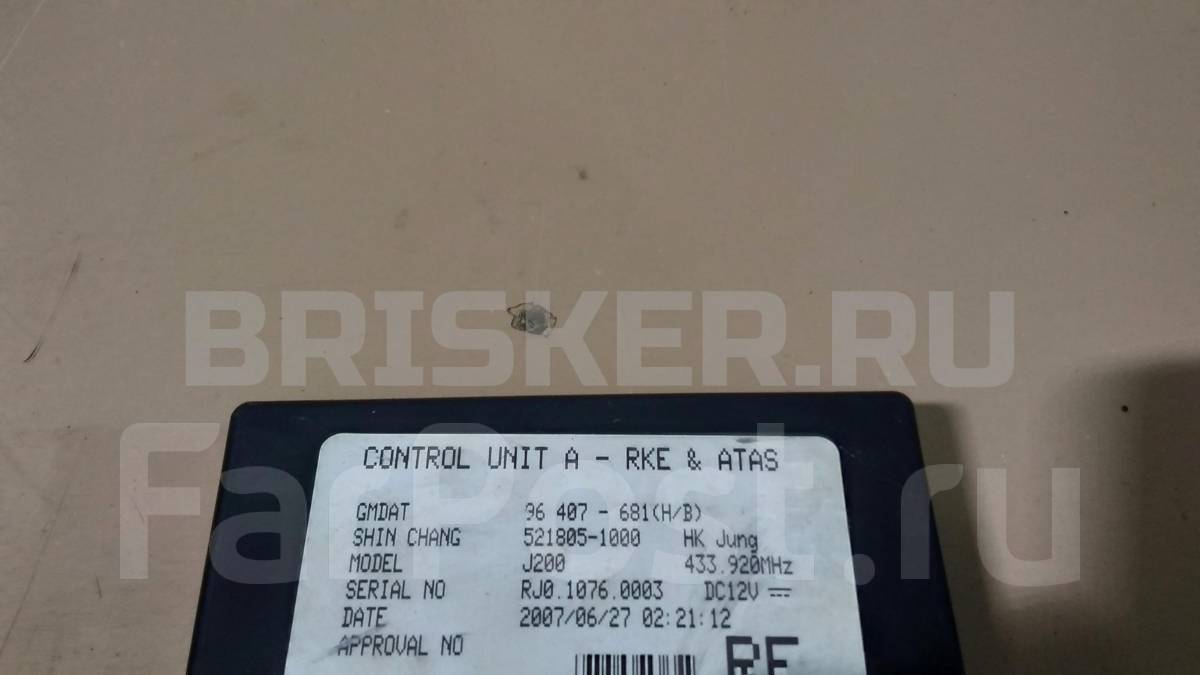 BRISKER.RU
FarPost.ru
CONTROL UNIT A - RKE & ATAS
GMDAT 96 407 - 681(H/B)
SHIN CHANG 521805-1000 HK Jung
MODEL J200 433.920MHz
SERIAL NO RJ0.1076.0003 DC12V
DATE 2007/06/27 02:21:12
APPROVAL NO